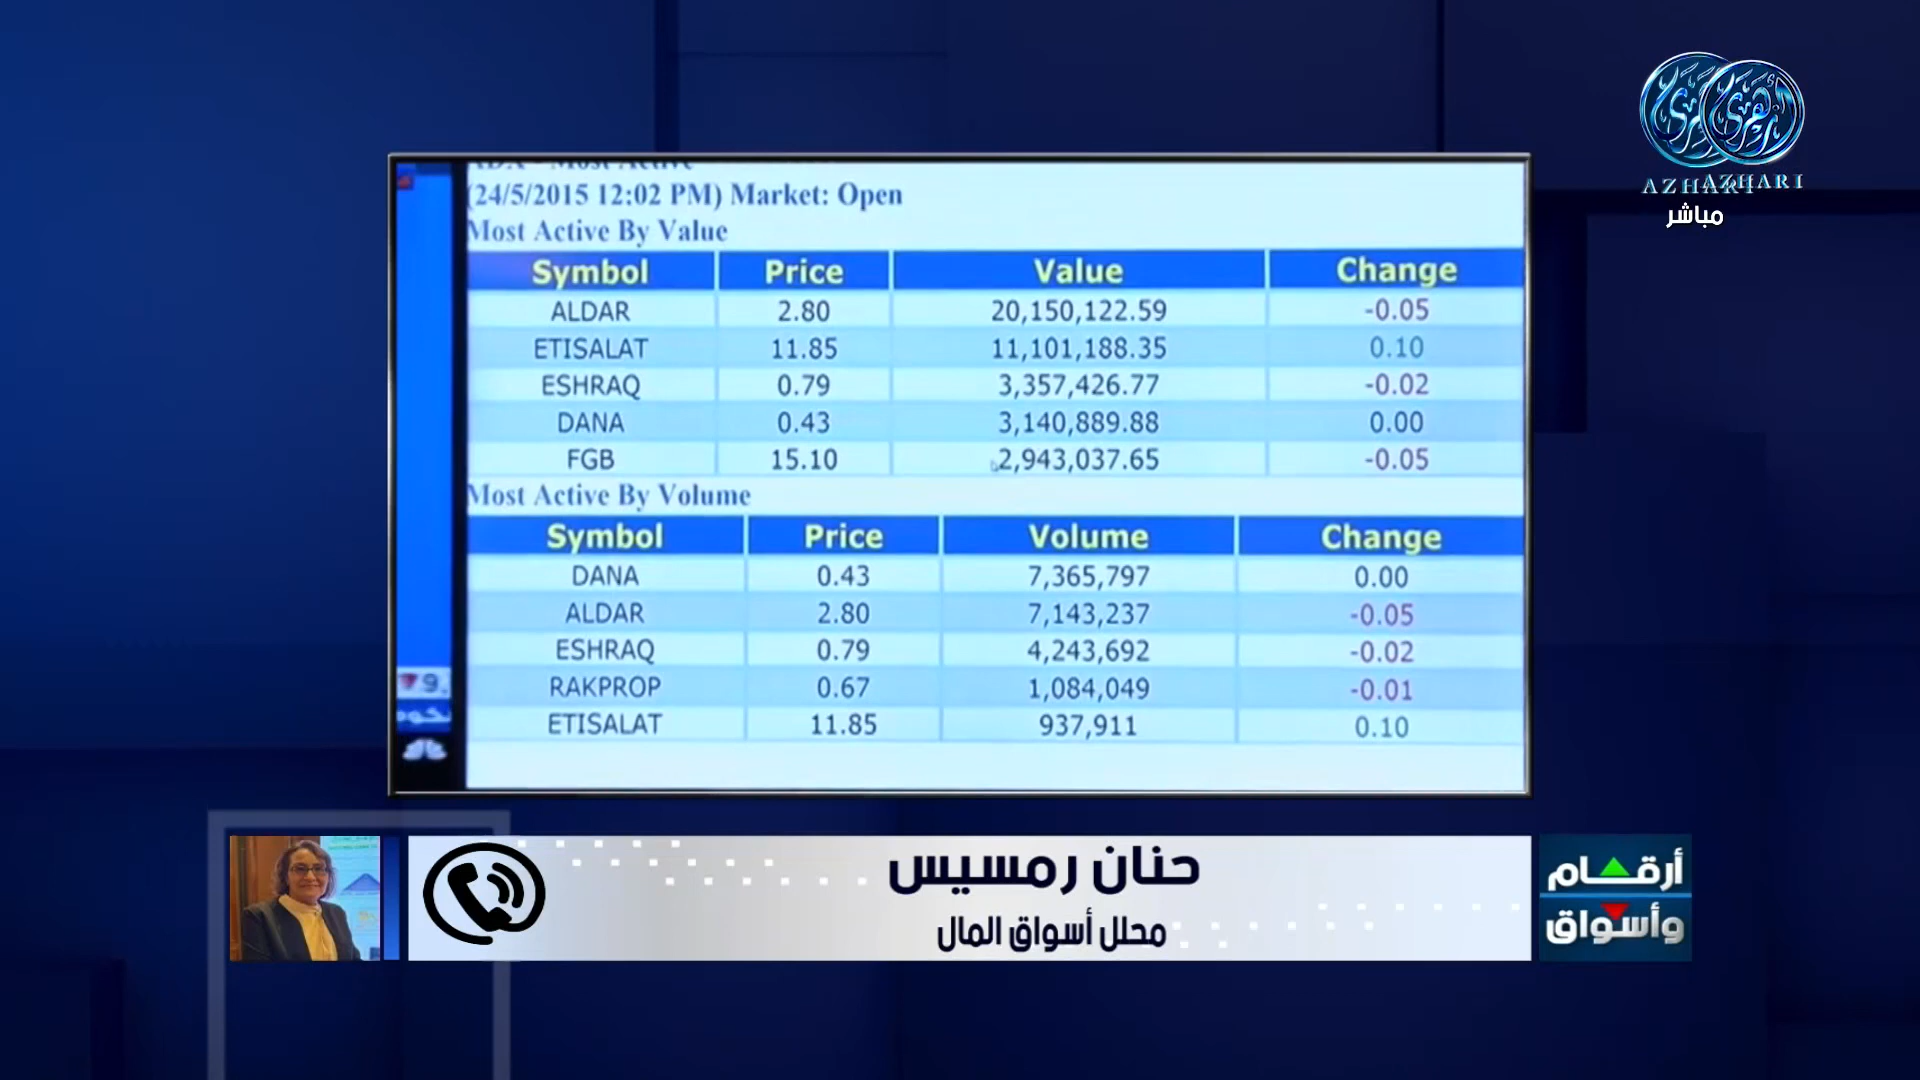 AZHARI
AZHARI
مباشر
(24/5/2015 12:02 PM) Market: Open
Most Active By Value
Symbol Price Value Change
ALDAR 2.80 20,150,122.59 -0.05
ETISALAT 11.85 11,101,188.35 0.10
ESHRAQ 0.79 3,357,426.77 -0.02
DANA 0.43 3,140,889.88 0.00
FGB 15.10 2,943,037.65 -0.05
Most Active By Volume
Symbol Price Volume Change
DANA 0.43 7,365,797 0.00
ALDAR 2.80 7,143,237 -0.05
ESHRAQ 0.79 4,243,692 -0.02
RAKPROP 0.67 1,084,049 -0.01
ETISALAT 11.85 937,911 0.10
9.
حنان رمسيس
محلل أسواق المال
أرقام
وأسواق